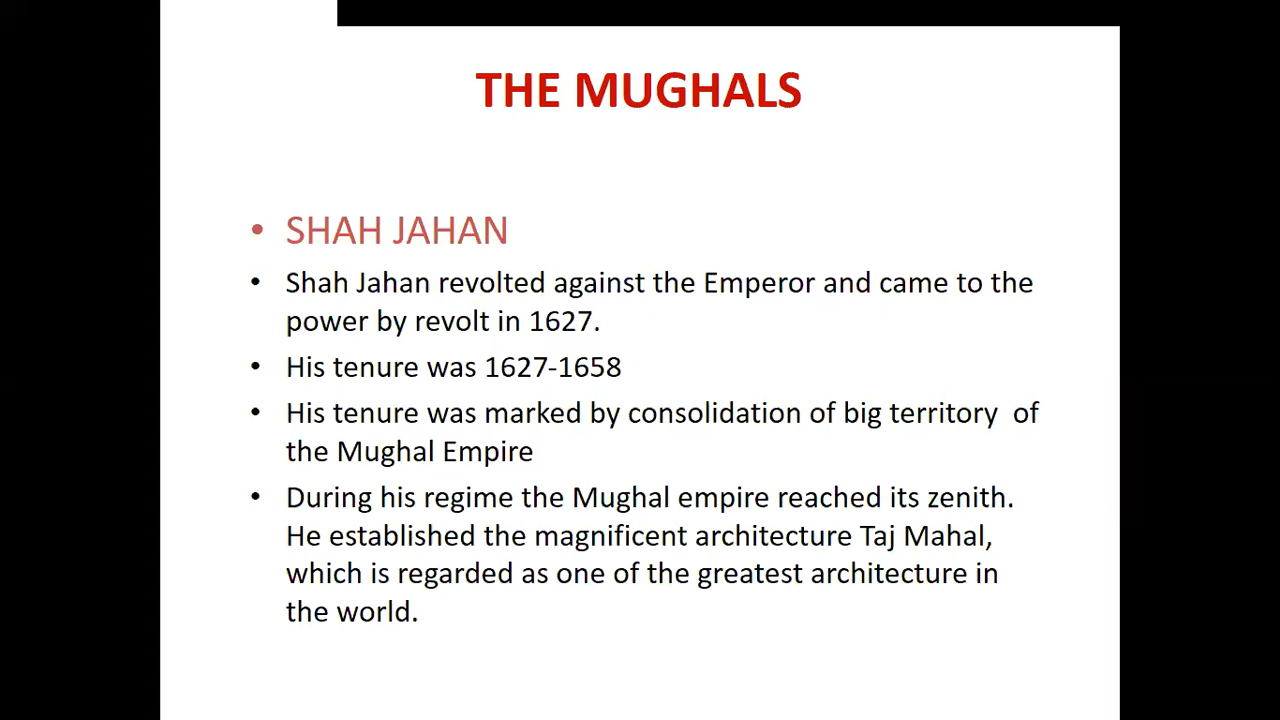 THE MUGHALS
• SHAH JAHAN
• Shah Jahan revolted against the Emperor and came to the
power by revolt in 1627.
• His tenure was 1627-1658
• His tenure was marked by consolidation of big territory  of
the Mughal Empire
• During his regime the Mughal empire reached its zenith.
He established the magnificent architecture Taj Mahal,
which is regarded as one of the greatest architecture in
the world.